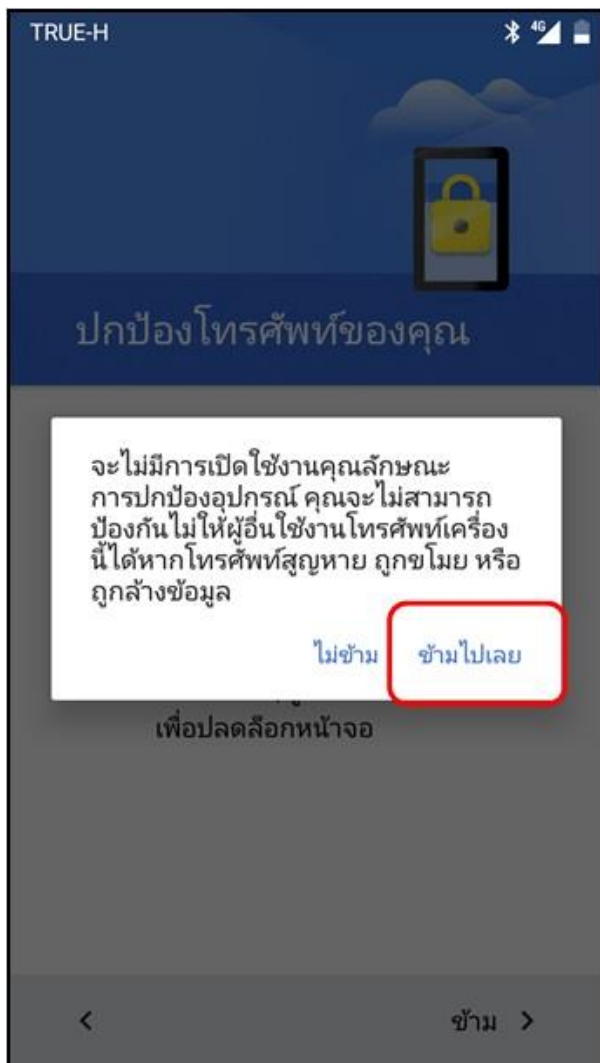 TRUE-H
4G
ปกป้องโทรศัพท์ของคุณ
จะไม่มีการเปิดใช้งานคุณลักษณะ
การปกป้องอุปกรณ์ คุณจะไม่สามารถ
ป้องกันไม่ให้ผู้อื่นใช้งานโทรศัพท์เครื่อง
นี้ได้หากโทรศัพท์สูญหาย ถูกขโมย หรือ
ถูกล้างข้อมูล
ไม่ข้าม ข้ามไปเลย
เพื่อปลดล็อกหน้าจอ
ข้าม